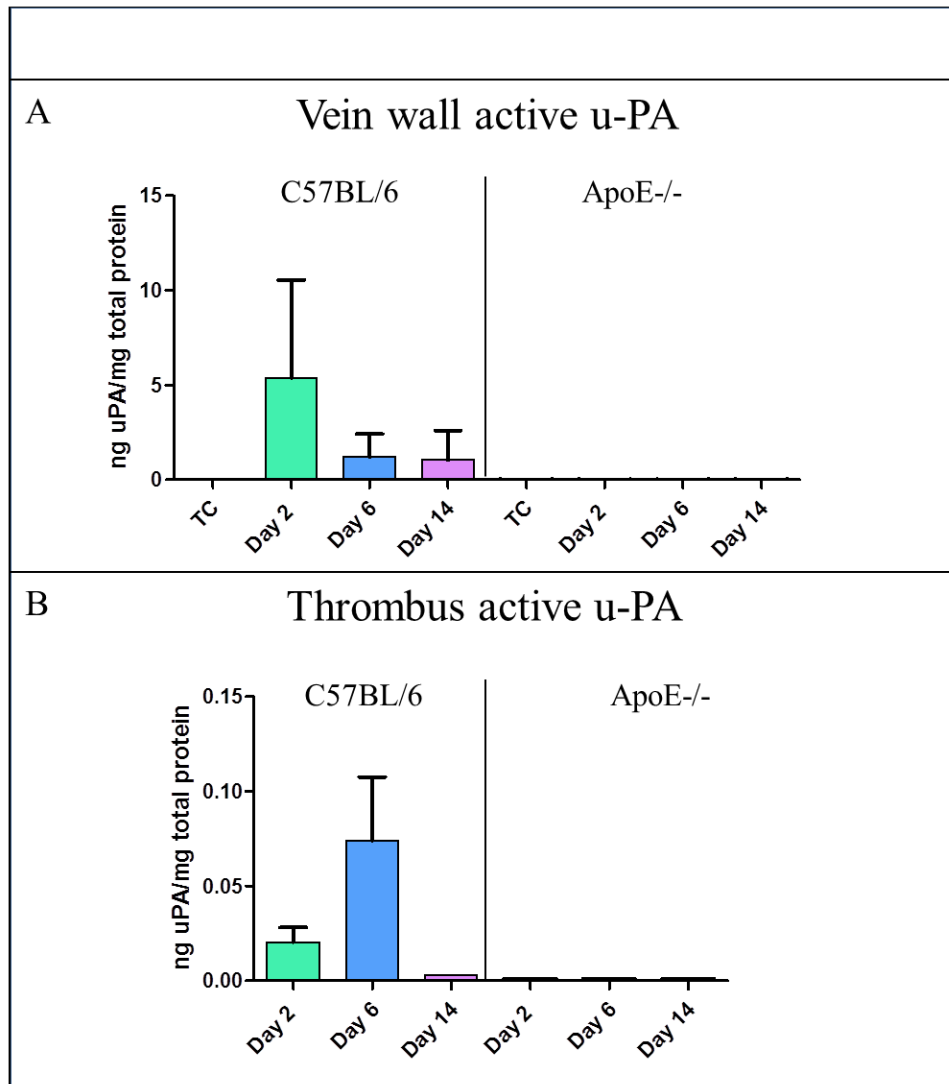 A
Vein wall active u-PA
C57BL/6
ApoE-/-
ng uPA/mg total protein
15
10
5
0
TC
Day 2
Day 6
Day 14
TC
Day 2
Day 6
Day 14
B
Thrombus active u-PA
C57BL/6
ApoE-/-
ng uPA/mg total protein
0.15
0.10
0.05
0.00
Day 2
Day 6
Day 14
Day 2
Day 6
Day 14